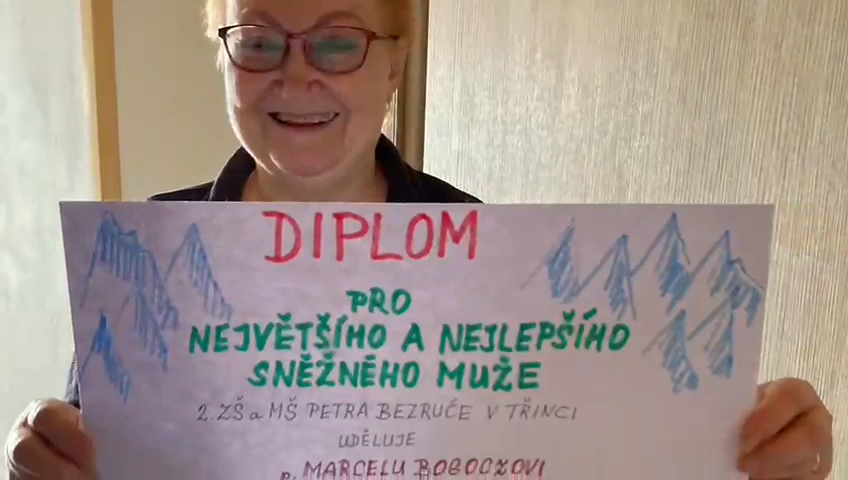 DIPLOM
PRO
NEJVĚTŠÍHO A NEJLEPŠÍHO
SNĚŽNÉHO MUŽE
2. ZŠ a MŠ PETRA BEZRUČE V TŘINCI
UDĚLUJE
P. MARCELU BOGOCZOVI